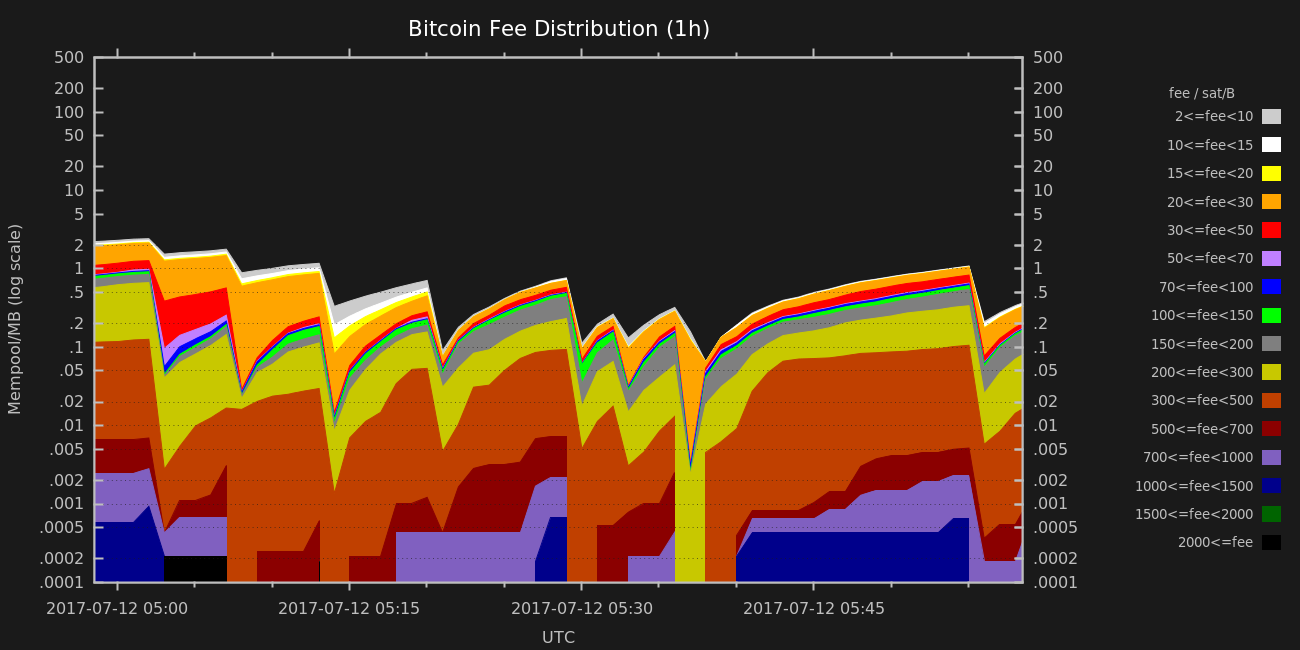 Bitcoin Fee Distribution (1h)
Mempool/MB (log scale)
500
200
100
50
20
10
5
2
1
.5
.2
.1
.05
.02
.01
.005
.002
.001
.0005
.0002
.0001
500
200
100
50
20
10
5
2
1
.5
.2
.1
.05
.02
.01
.005
.002
.001
.0005
.0002
.0001
2017-07-12 05:00
2017-07-12 05:15
2017-07-12 05:30
2017-07-12 05:45
UTC
fee / sat/B
2<=fee<10
10<=fee<15
15<=fee<20
20<=fee<30
30<=fee<50
50<=fee<70
70<=fee<100
100<=fee<150
150<=fee<200
200<=fee<300
300<=fee<500
500<=fee<700
700<=fee<1000
1000<=fee<1500
1500<=fee<2000
2000<=fee